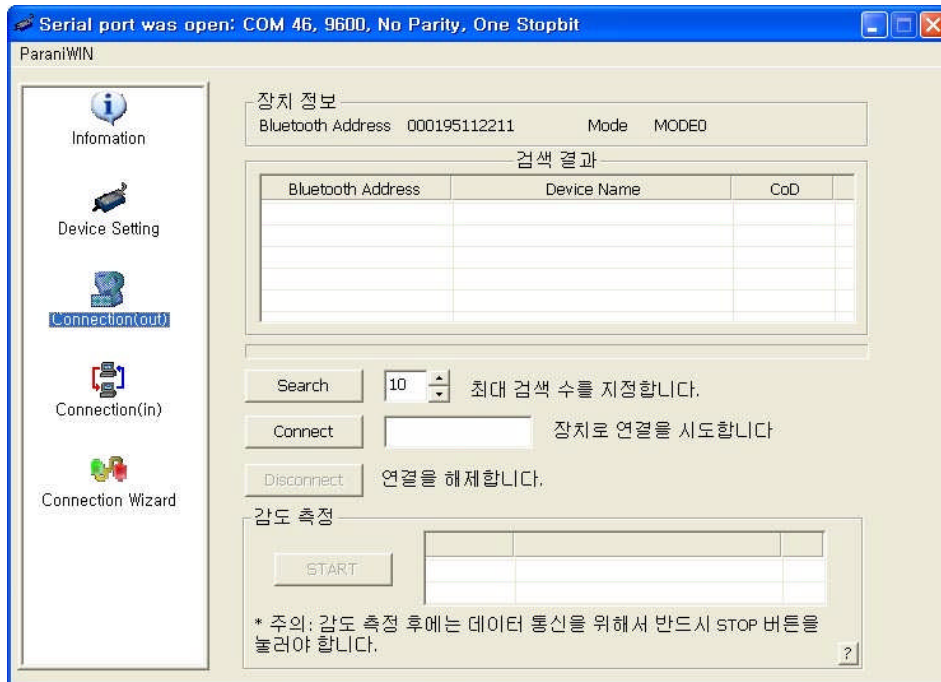 Serial port was open: COM 46, 9600, No Parity, One Stopbit
ParaniWIN
Infomation
Device Setting
Connection(out)
Connection(in)
Connection Wizard
장치 정보
Bluetooth Address 000195112211 Mode MODE0
검색 결과
Bluetooth Address Device Name CoD
Search 10 최대 검색 수를 지정합니다.
Connect 장치로 연결을 시도합니다
Disconnect 연결을 해제합니다.
감도 측정
START
* 주의: 감도 측정 후에는 데이터 통신을 위해서 반드시 STOP 버튼을
눌러야 합니다.
?